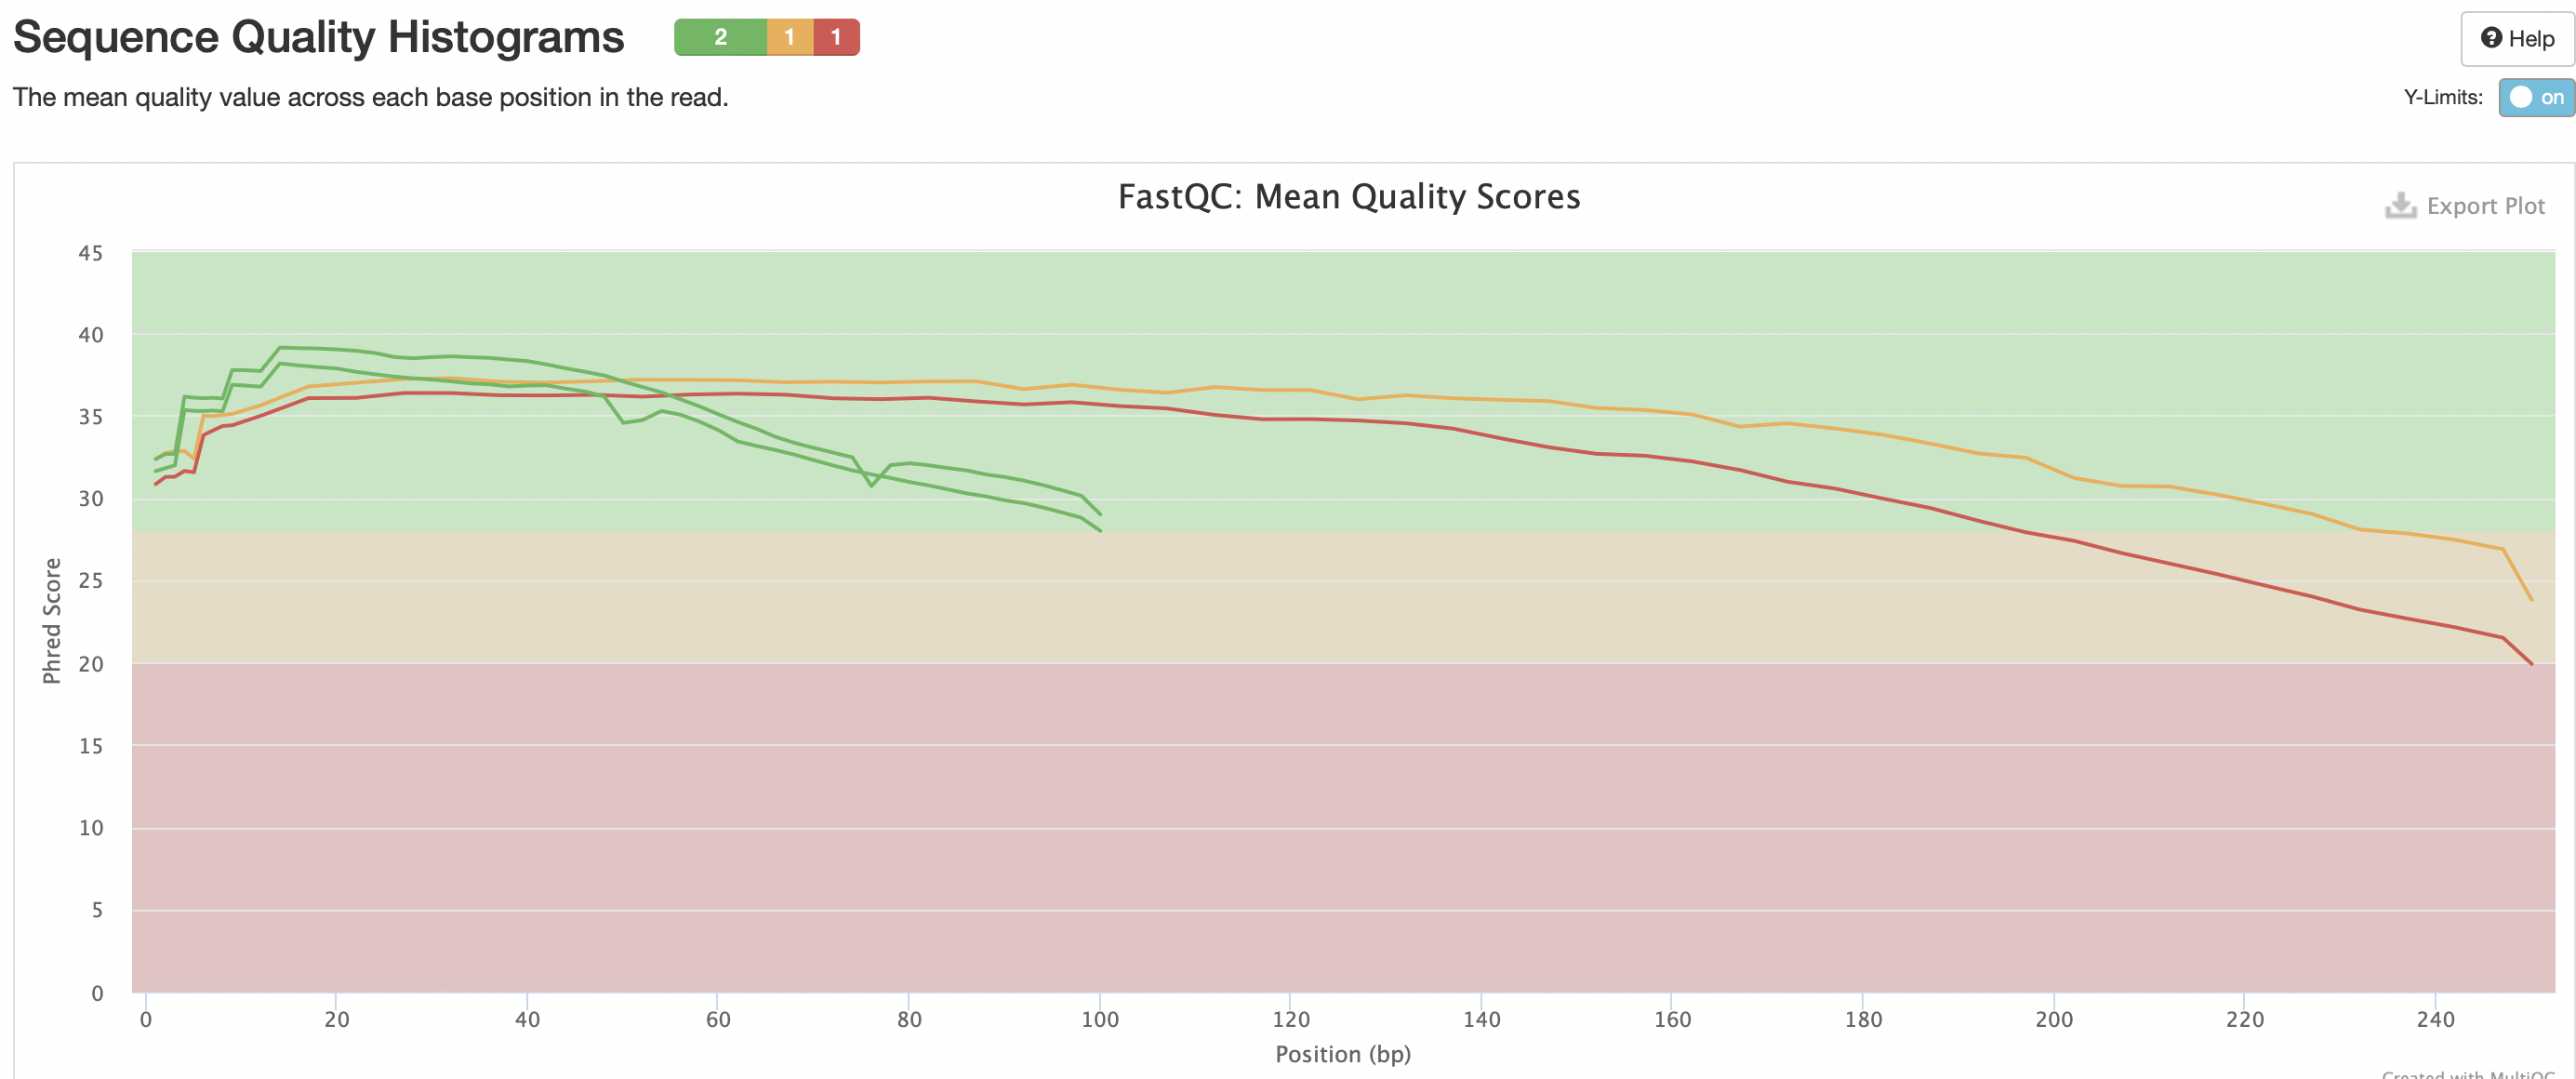 Sequence Quality Histograms 2 1 1
Help
The mean quality value across each base position in the read.
Y-Limits: on
FastQC: Mean Quality Scores
Export Plot
45
40
35
30
25
20
15
10
5
0
Phred Score
0 20 40 60 80 100 120 140 160 180 200 220 240
Position (bp)
Created with MultiQC